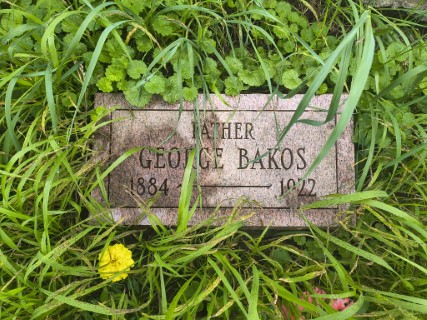 FATHER
GEORGE BAKOS
1884 1922